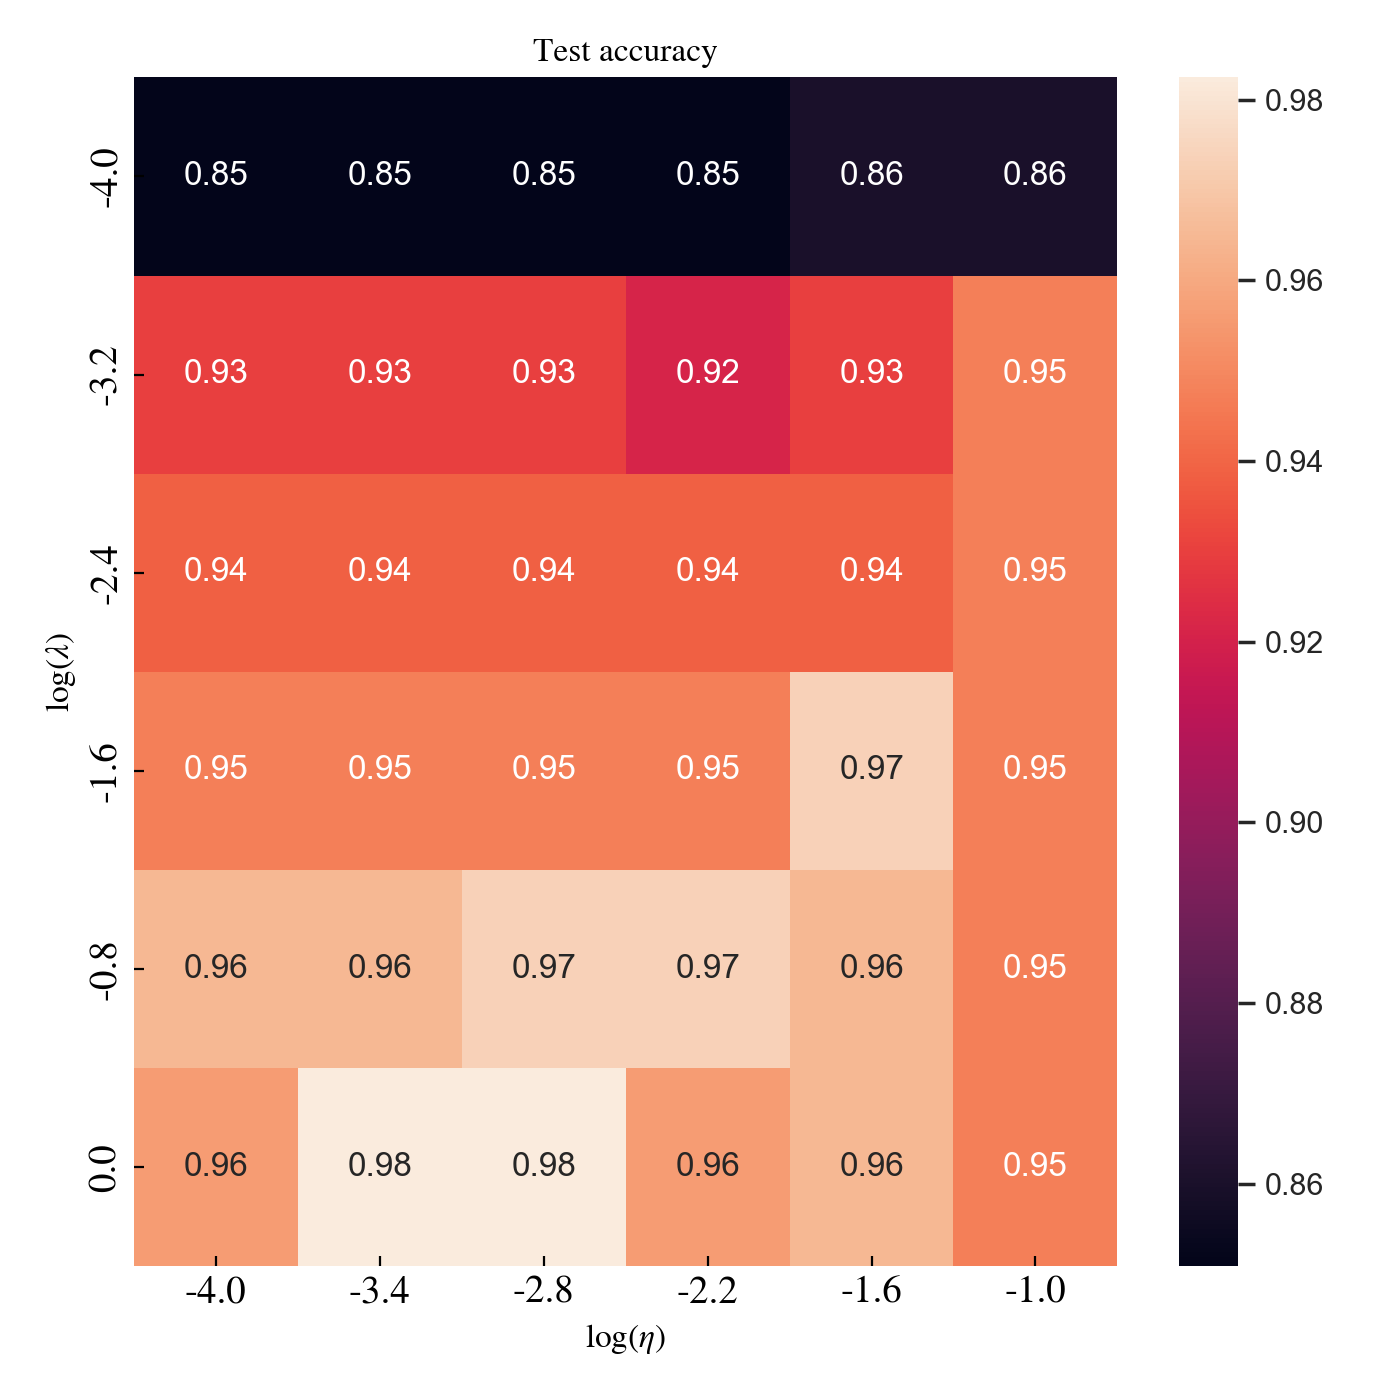 Test accuracy
-4.0 0.85 0.85 0.85 0.85 0.86 0.86
-3.2 0.93 0.93 0.93 0.92 0.93 0.95
-2.4 0.94 0.94 0.94 0.94 0.94 0.95
-1.6 0.95 0.95 0.95 0.95 0.97 0.95
-0.8 0.96 0.96 0.97 0.97 0.96 0.95
0.0 0.96 0.98 0.98 0.96 0.96 0.95
log(λ)
-4.0 -3.4 -2.8 -2.2 -1.6 -1.0
log(η)
0.98
0.96
0.94
0.92
0.90
0.88
0.86